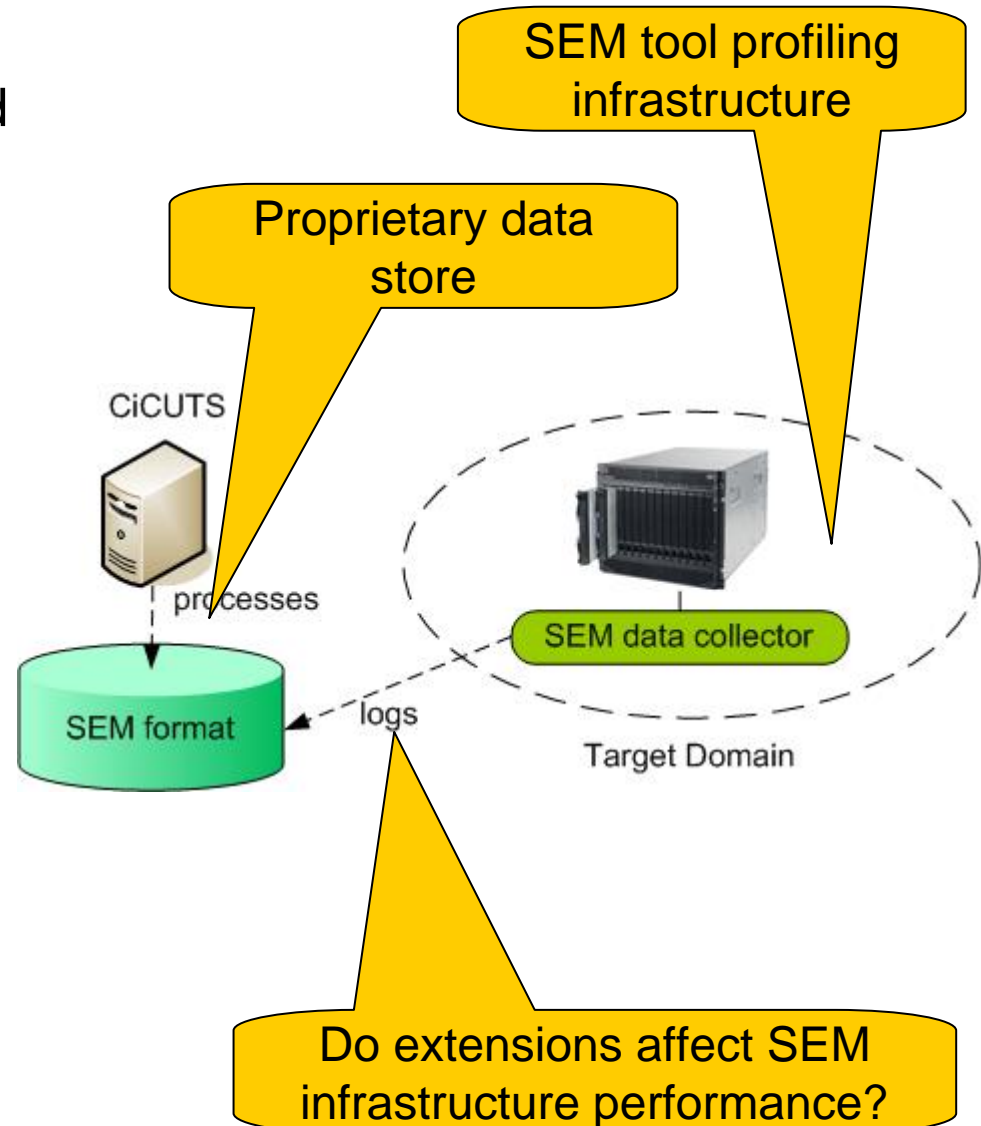 SEM tool profiling
infrastructure
Proprietary data
store
CiCUTS
processes
SEM data collector
SEM format
logs
Target Domain
Do extensions affect SEM
infrastructure performance?